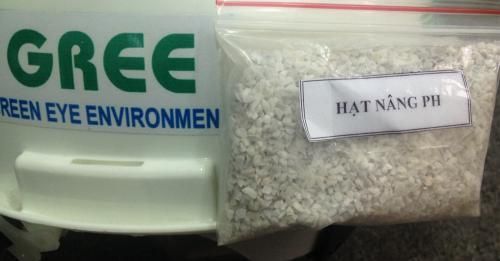 GREE
REEN EYE ENVIRONMEN
HẠT NÂNG PH